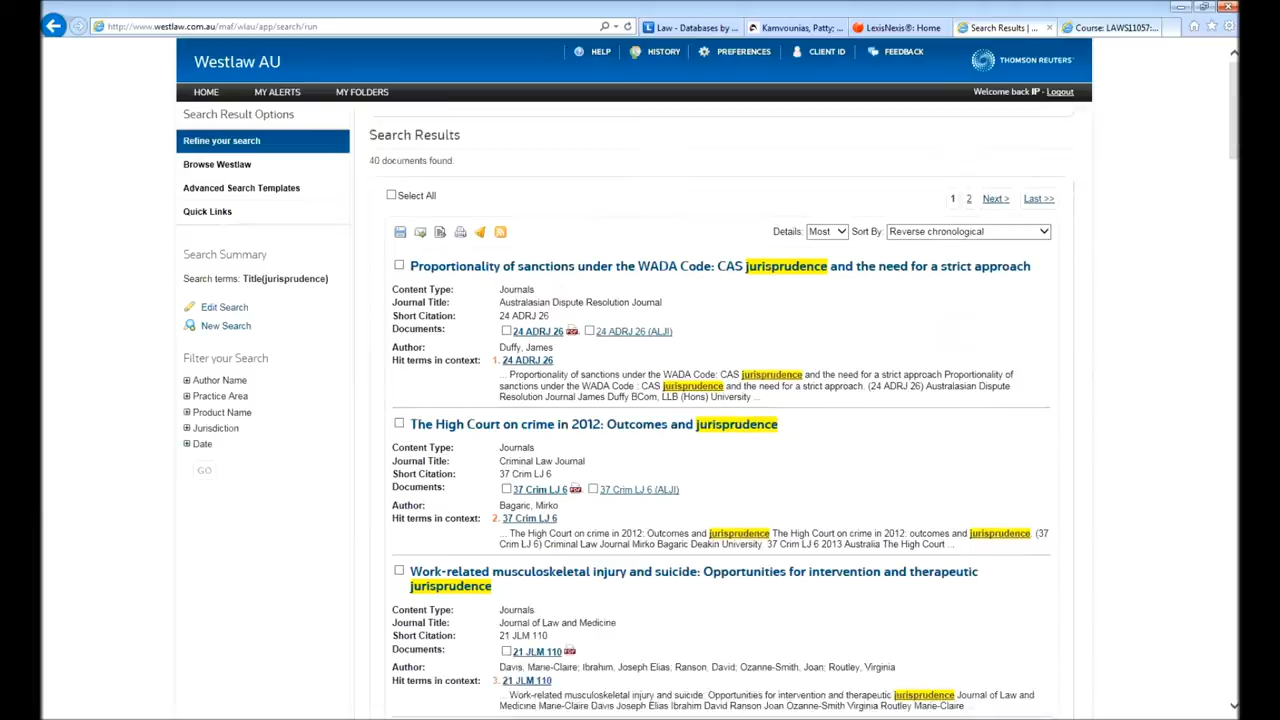 http://www.westlaw.com.au/maf/wlau/app/search/run
Law - Databases by ...
Kamvounias, Patty; ...
LexisNexis®: Home
Search Results | ...
Course: LAWS11057: ...
HELP
HISTORY
PREFERENCES
CLIENT ID
FEEDBACK
Westlaw AU
THOMSON REUTERS
HOME
MY ALERTS
MY FOLDERS
Welcome back IP - Logout
Search Result Options
Refine your search
Browse Westlaw
Advanced Search Templates
Quick Links
Search Summary
Search terms: Title(jurisprudence)
Edit Search
New Search
Filter your Search
Author Name
Practice Area
Product Name
Jurisdiction
Date
GO
Search Results
40 documents found.
Select All
1 2 Next > Last >>
Details: Most Sort By: Reverse chronological
Proportionality of sanctions under the WADA Code: CAS jurisprudence and the need for a strict approach
Content Type: Journals
Journal Title: Australasian Dispute Resolution Journal
Short Citation: 24 ADRJ 26
Documents: 24 ADRJ 26 PDF 24 ADRJ 26 (ALJI)
Author: Duffy, James
Hit terms in context: 1. 24 ADRJ 26
... Proportionality of sanctions under the WADA Code: CAS jurisprudence and the need for a strict approach Proportionality of
sanctions under the WADA Code : CAS jurisprudence and the need for a strict approach. (24 ADRJ 26) Australasian Dispute
Resolution Journal James Duffy BCom, LLB (Hons) University ...
The High Court on crime in 2012: Outcomes and jurisprudence
Content Type: Journals
Journal Title: Criminal Law Journal
Short Citation: 37 Crim LJ 6
Documents: 37 Crim LJ 6 PDF 37 Crim LJ 6 (ALJI)
Author: Bagaric, Mirko
Hit terms in context: 2. 37 Crim LJ 6
... The High Court on crime in 2012: Outcomes and jurisprudence The High Court on crime in 2012: outcomes and jurisprudence. (37
Crim LJ 6) Criminal Law Journal Mirko Bagaric Deakin University 37 Crim LJ 6 2013 Australia The High Court ...
Work-related musculoskeletal injury and suicide: Opportunities for intervention and therapeutic
jurisprudence
Content Type: Journals
Journal Title: Journal of Law and Medicine
Short Citation: 21 JLM 110
Documents: 21 JLM 110 PDF
Author: Davis, Marie-Claire; Ibrahim, Joseph Elias; Ranson, David; Ozanne-Smith, Joan; Routley, Virginia
Hit terms in context: 3. 21 JLM 110
... Work-related musculoskeletal injury and suicide: Opportunities for intervention and therapeutic jurisprudence Journal of Law and
Medicine Marie-Claire Davis Joseph Elias Ibrahim David Ranson Joan Ozanne-Smith Virginia Routley Marie-Claire ...